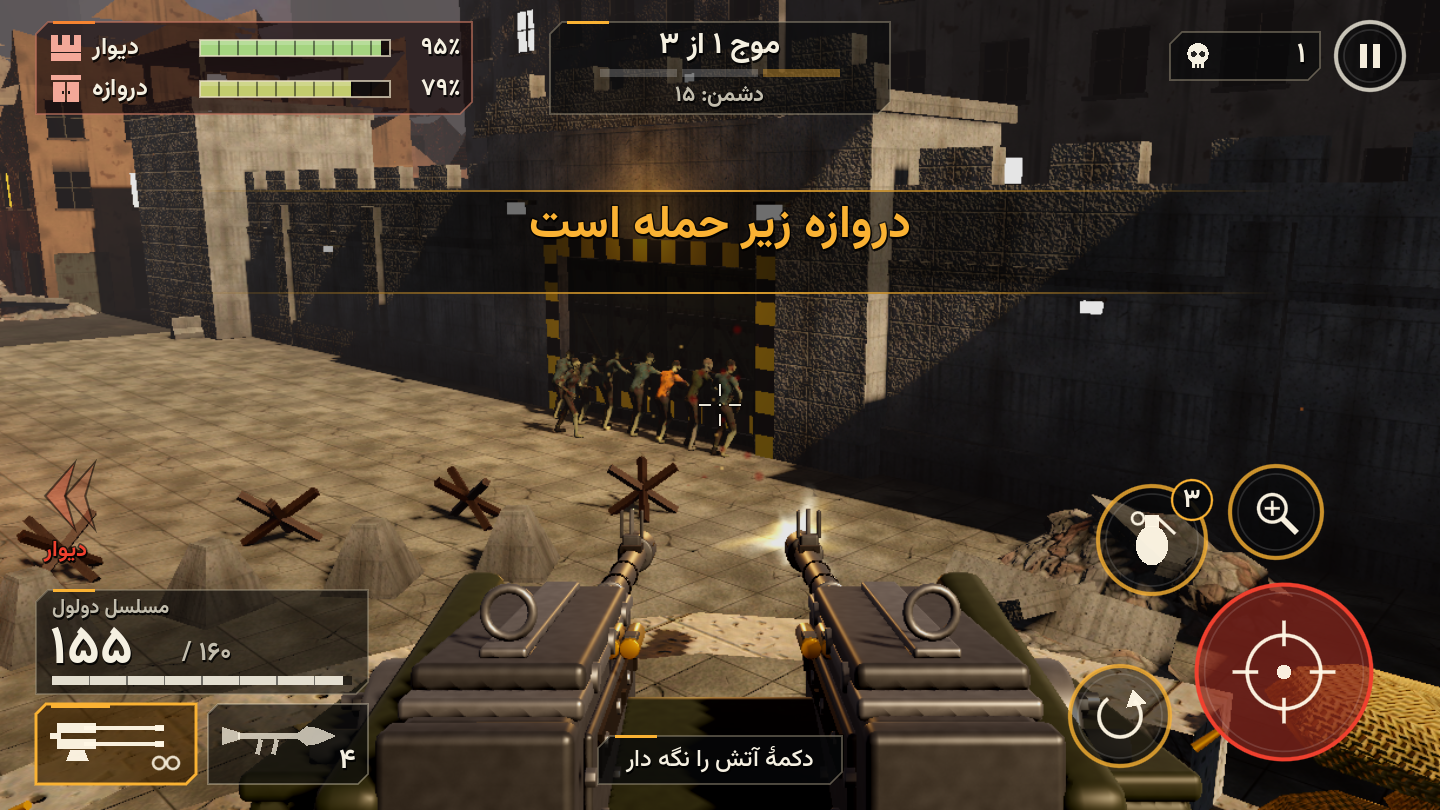 دیوار ۹۵٪
دروازه ۷۹٪
موج ۱ از ۳
دشمن: ۱۵
۱
دروازه زیر حمله است
دیوار
۳
مسلسل دولول
۱۵۵ / ۱۶۰
∞
۴
دکمهٔ آتش را نگه دار